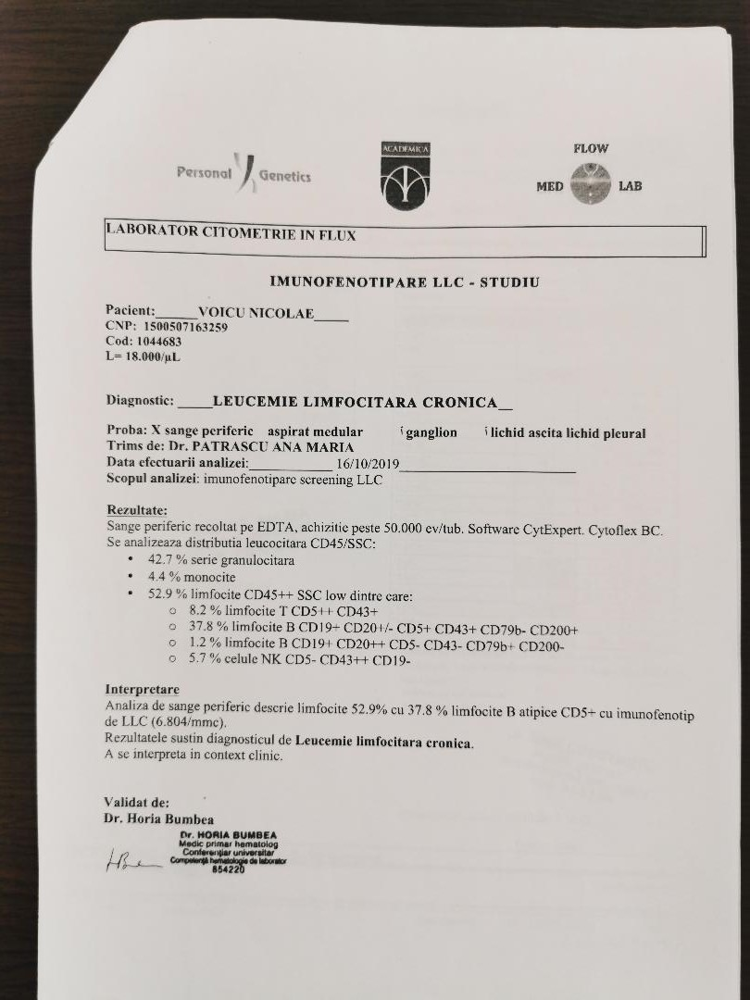 Personal Genetics
ACADEMICA
FLOW
MED LAB
LABORATOR CITOMETRIE IN FLUX
IMUNOFENOTIPARE LLC - STUDIU
Pacient:______VOICU NICOLAE_____
CNP: 1500507163259
Cod: 1044683
L= 18.000/µL
Diagnostic: _____LEUCEMIE LIMFOCITARA CRONICA__
Proba: X sange periferic aspirat medular ganglion lichid ascita lichid pleural
Trims de: Dr. PATRASCU ANA MARIA
Data efectuarii analizei:____________ 16/10/2019__________________________
Scopul analizei: imunofenotipare screening LLC
Rezultate:
Sange periferic recoltat pe EDTA, achizitie peste 50.000 ev/tub. Software CytExpert. Cytoflex BC.
Se analizeaza distributia leucocitara CD45/SSC:
• 42.7 % serie granulocitara
• 4.4 % monocite
• 52.9 % limfocite CD45++ SSC low dintre care:
o 8.2 % limfocite T CD5++ CD43+
o 37.8 % limfocite B CD19+ CD20+/- CD5+ CD43+ CD79b- CD200+
o 1.2 % limfocite B CD19+ CD20++ CD5- CD43- CD79b+ CD200-
o 5.7 % celule NK CD5- CD43++ CD19-
Interpretare
Analiza de sange periferic descrie limfocite 52.9% cu 37.8 % limfocite B atipice CD5+ cu imunofenotip
de LLC (6.804/mmc).
Rezultatele sustin diagnosticul de Leucemie limfocitara cronica.
A se interpreta in context clinic.
Validat de:
Dr. Horia Bumbea
Dr. HORIA BUMBEA
Medic primar hematolog
Conferențiar universitar
Competență hematologie de laborator
854220